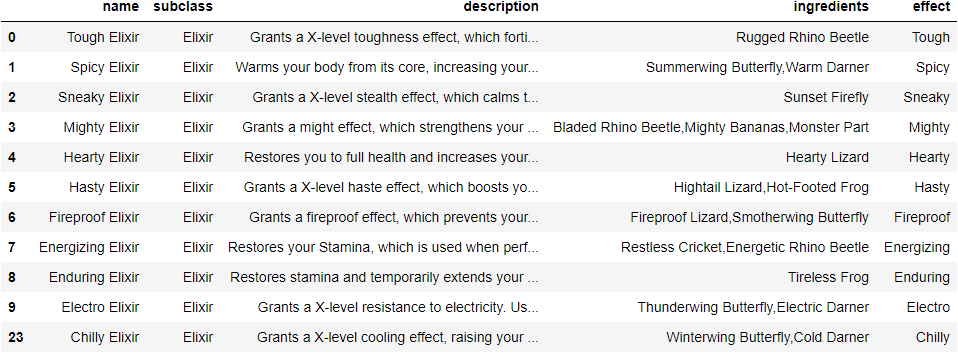 name subclass description ingredients effect
0 Tough Elixir Elixir Grants a X-level toughness effect, which forti... Rugged Rhino Beetle Tough
1 Spicy Elixir Elixir Warms your body from its core, increasing your... Summerwing Butterfly,Warm Darner Spicy
2 Sneaky Elixir Elixir Grants a X-level stealth effect, which calms t... Sunset Firefly Sneaky
3 Mighty Elixir Elixir Grants a might effect, which strengthens your ... Bladed Rhino Beetle,Mighty Bananas,Monster Part Mighty
4 Hearty Elixir Elixir Restores you to full health and increases your... Hearty Lizard Hearty
5 Hasty Elixir Elixir Grants a X-level haste effect, which boosts yo... Hightail Lizard,Hot-Footed Frog Hasty
6 Fireproof Elixir Elixir Grants a fireproof effect, which prevents your... Fireproof Lizard,Smotherwing Butterfly Fireproof
7 Energizing Elixir Elixir Restores your Stamina, which is used when perf... Restless Cricket,Energetic Rhino Beetle Energizing
8 Enduring Elixir Elixir Restores stamina and temporarily extends your ... Tireless Frog Enduring
9 Electro Elixir Elixir Grants a X-level resistance to electricity. Us... Thunderwing Butterfly,Electric Darner Electro
23 Chilly Elixir Elixir Grants a X-level cooling effect, raising your ... Winterwing Butterfly,Cold Darner Chilly